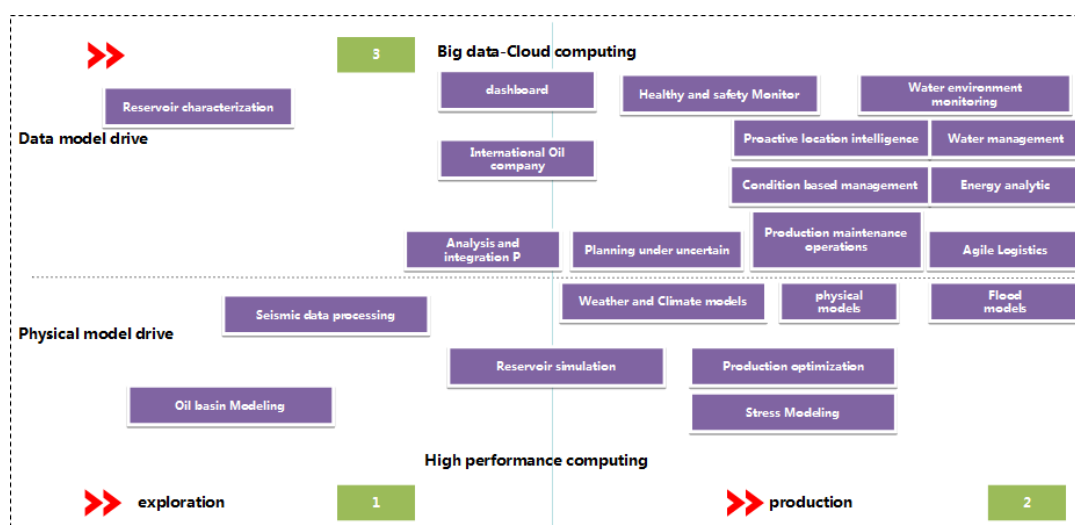 3
Big data-Cloud computing
dashboard
Healthy and safety Monitor
Water environment
monitoring
Reservoir characterization
Data model drive
Proactive location intelligence
Water management
International Oil
company
Condition based management
Energy analytic
Analysis and
integration P
Planning under uncertain
Production maintenance
operations
Agile Logistics
Weather and Climate models
physical
models
Flood
models
Seismic data processing
Physical model drive
Reservoir simulation
Production optimization
Oil basin Modeling
Stress Modeling
High performance computing
exploration
1
production
2